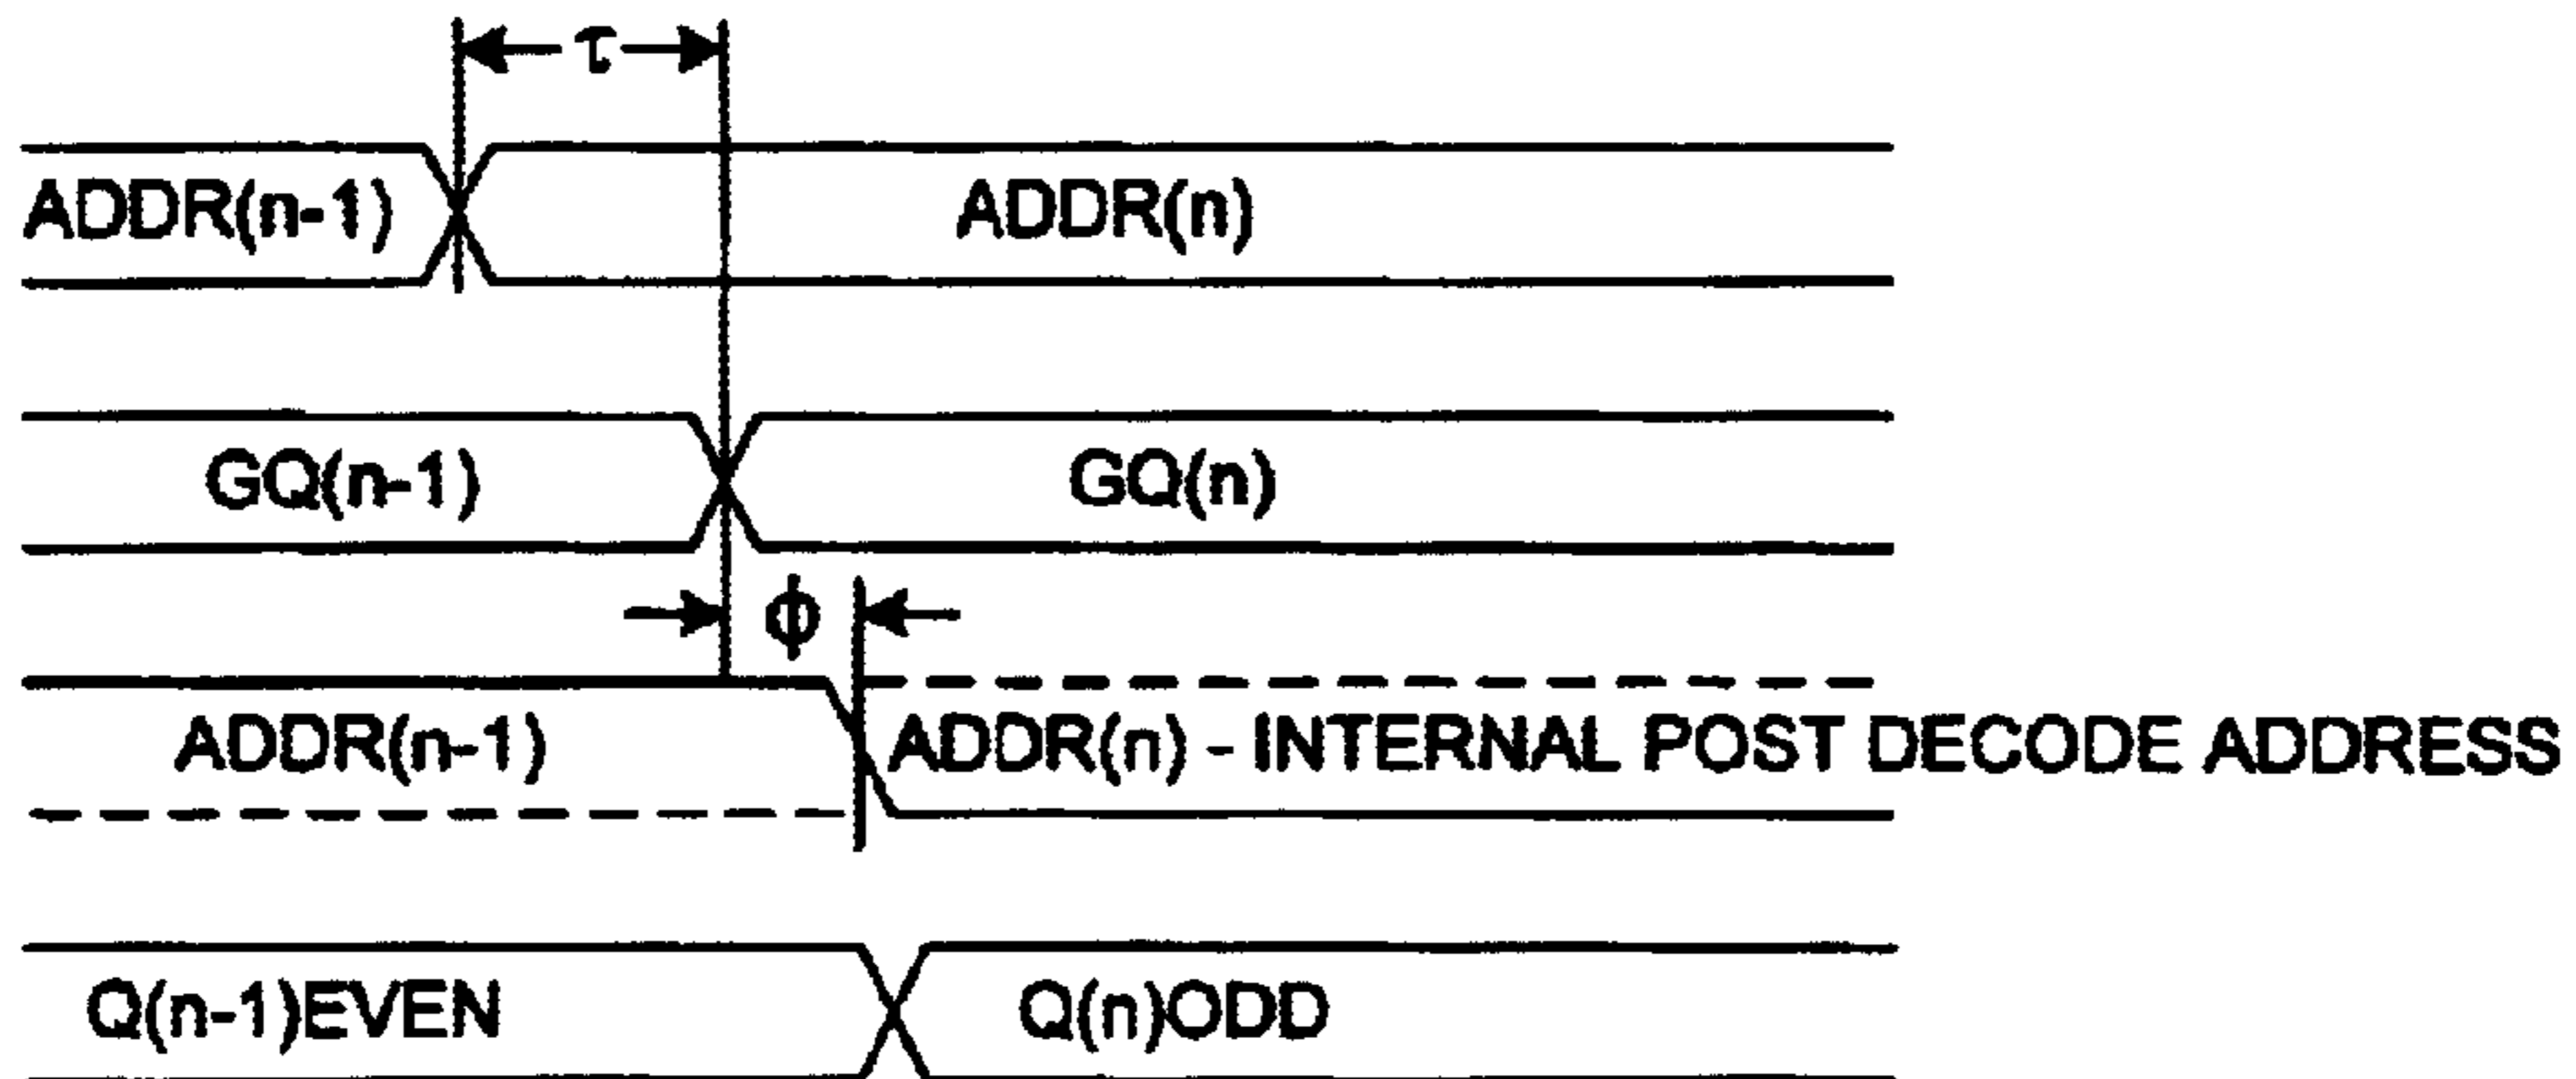 τ
ADDR(n-1) ADDR(n)
GQ(n-1) GQ(n)
ϕ
ADDR(n-1) ADDR(n) - INTERNAL POST DECODE ADDRESS
Q(n-1)EVEN Q(n)ODD